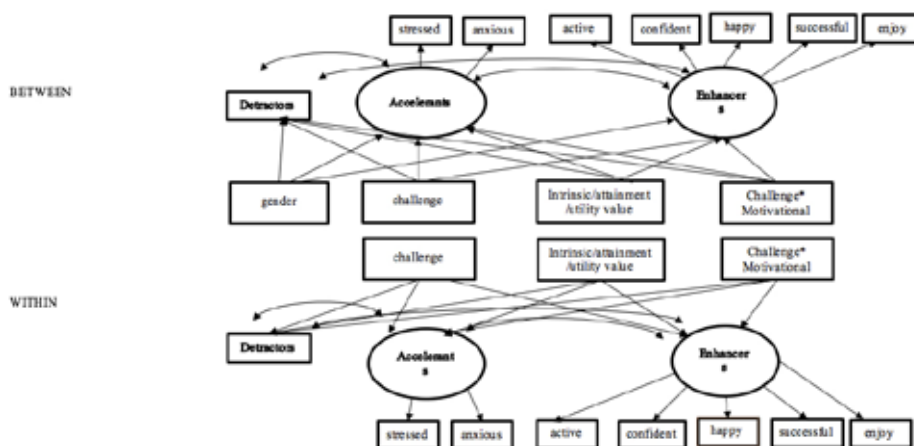 stressed anxious active confident happy successful enjoy
BETWEEN
Detractors Accelerants Enhancer
s
gender challenge Intrinsic/attainment
/utility value Challenge*
Motivational
challenge Intrinsic/attainment
/utility value Challenge*
Motivational
WITHIN
Detractors Accelerant
s Enhancer
s
stressed anxious active confident happy successful enjoy